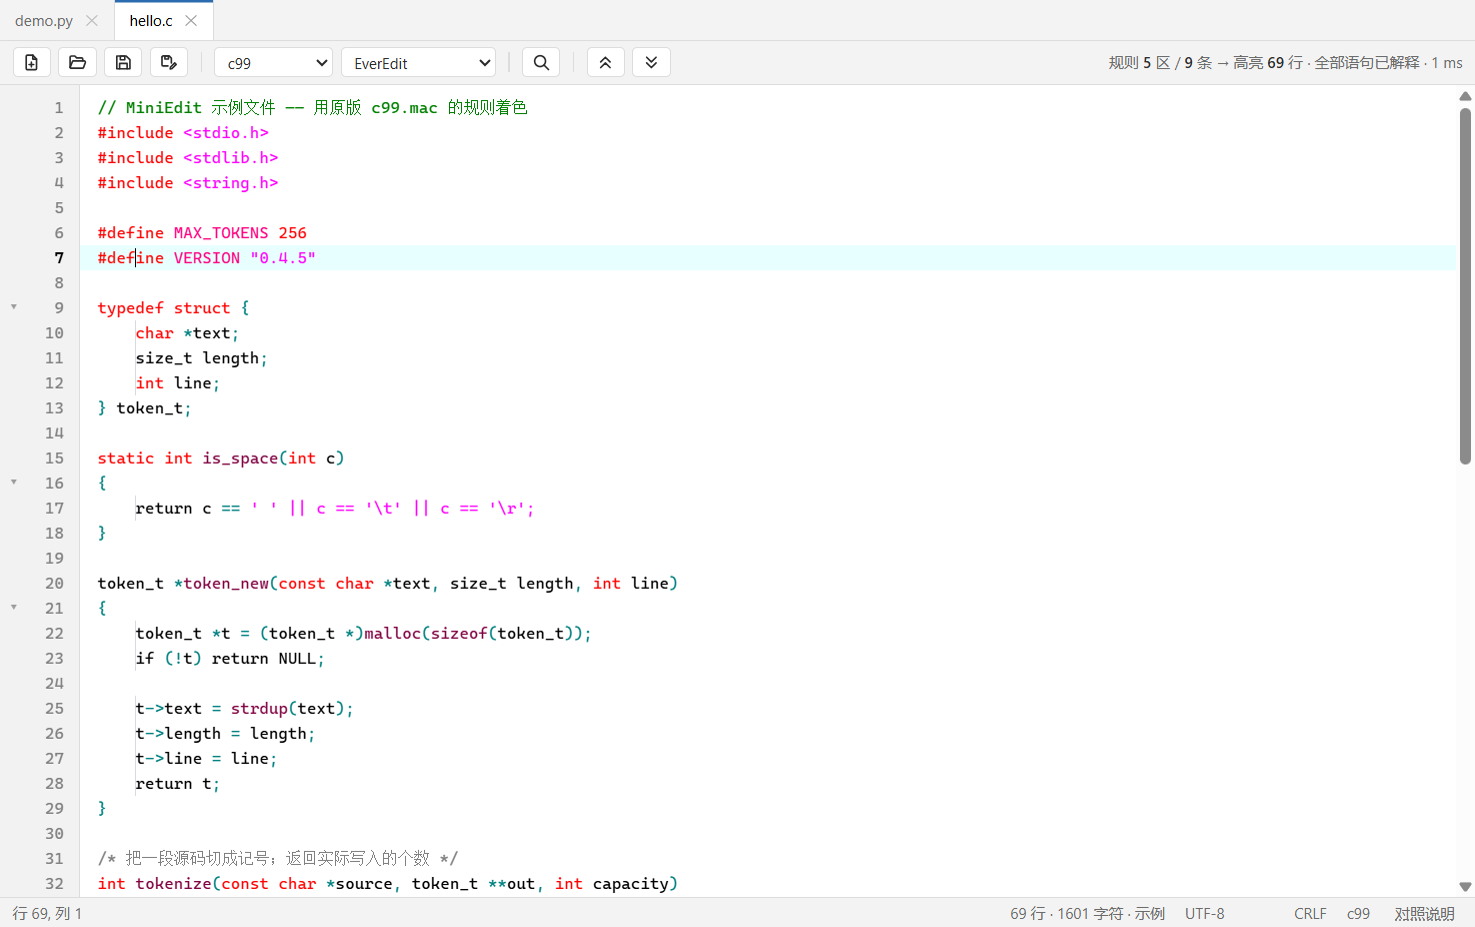 demo.py
hello.c
c99
EverEdit
规则 5 区 / 9 条 → 高亮 69 行 · 全部语句已解释 · 1 ms
1 // MiniEdit 示例文件 —— 用原版 c99.mac 的规则着色
2 #include <stdio.h>
3 #include <stdlib.h>
4 #include <string.h>
5
6 #define MAX_TOKENS 256
7 #define VERSION "0.4.5"
8
9 typedef struct {
10     char *text;
11     size_t length;
12     int line;
13 } token_t;
14
15 static int is_space(int c)
16 {
17     return c == ' ' || c == '\t' || c == '\r';
18 }
19
20 token_t *token_new(const char *text, size_t length, int line)
21 {
22     token_t *t = (token_t *)malloc(sizeof(token_t));
23     if (!t) return NULL;
24
25     t->text = strdup(text);
26     t->length = length;
27     t->line = line;
28     return t;
29 }
30
31 /* 把一段源码切成记号；返回实际写入的个数 */
32 int tokenize(const char *source, token_t **out, int capacity)
行 69, 列 1
69 行 · 1601 字符 · 示例
UTF-8
CRLF
c99
对照说明